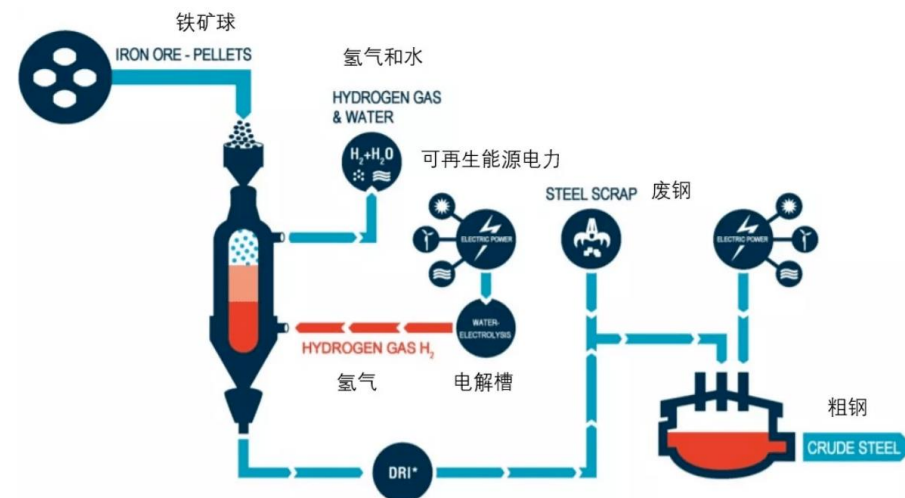 铁矿球
IRON ORE - PELLETS
氢气和水
HYDROGEN GAS
& WATER
H₂+H₂O
可再生能源电力
ELECTRIC POWER
STEEL SCRAP
废钢
ELECTRIC POWER
WATER-
ELECTROLYSIS
HYDROGEN GAS H₂
氢气
电解槽
DRI*
粗钢
CRUDE STEEL